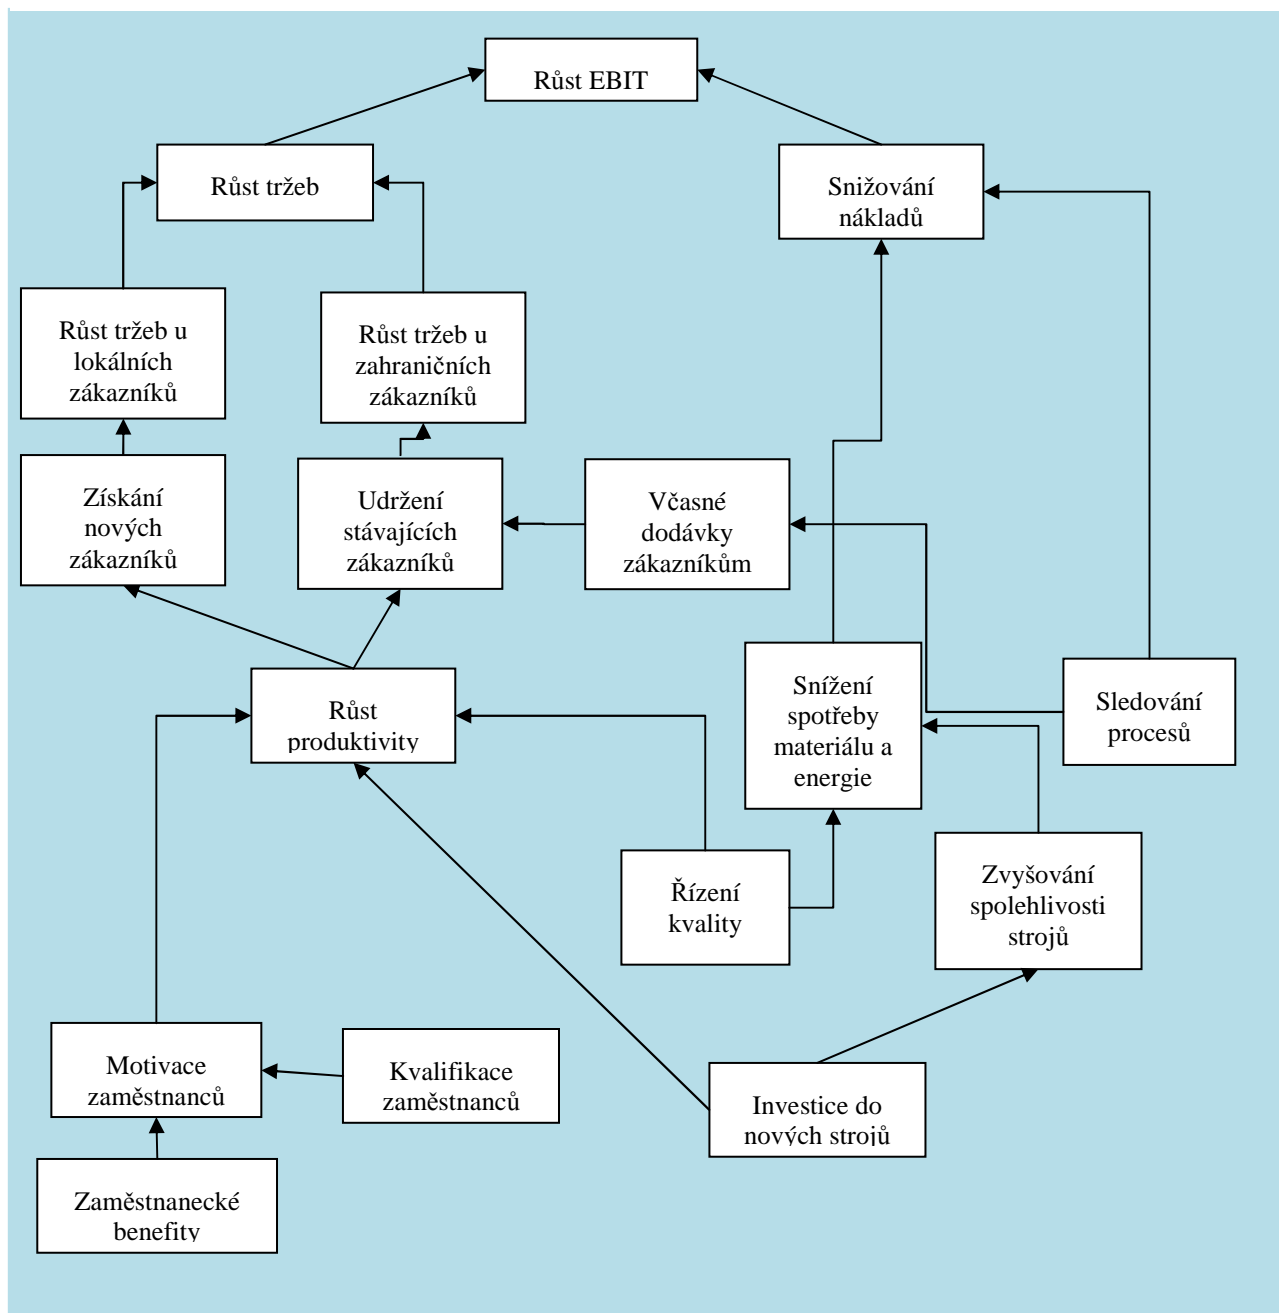 Růst EBIT
Růst tržeb
Snižování
nákladů
Růst tržeb u
lokálních
zákazníků
Růst tržeb u
zahraničních
zákazníků
Získání
nových
zákazníků
Udržení
stávajících
zákazníků
Včasné
dodávky
zákazníkům
Růst
produktivity
Snížení
spotřeby
materiálu a
energie
Sledování
procesů
Řízení
kvality
Zvyšování
spolehlivosti
strojů
Motivace
zaměstnanců
Kvalifikace
zaměstnanců
Investice do
nových strojů
Zaměstnanecké
benefity